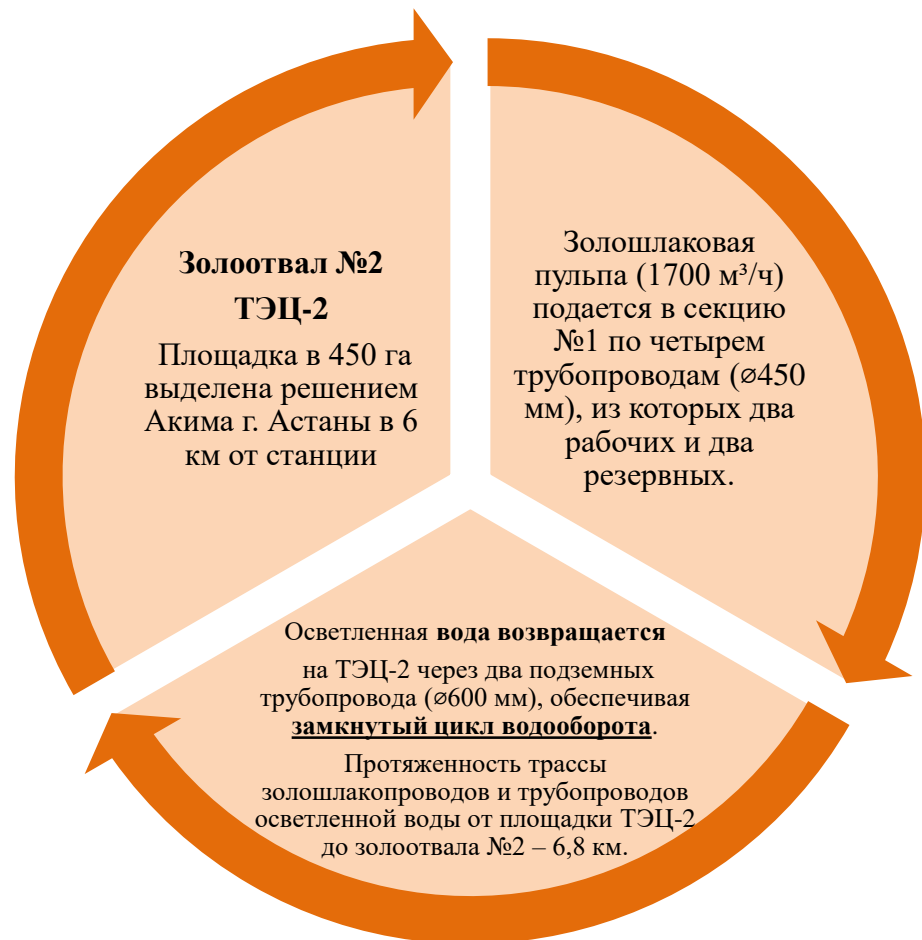 Золоотвал №2
ТЭЦ-2
Площадка в 450 га
выделена решением
Акима г. Астаны в 6
км от станции
Золошлаковая
пульпа (1700 м³/ч)
подается в секцию
№1 по четырем
трубопроводам (⌀450
мм), из которых два
рабочих и два
резервных.
Осветленная вода возвращается
на ТЭЦ-2 через два подземных
трубопровода (⌀600 мм), обеспечивая
замкнутый цикл водооборота.
Протяженность трассы
золошлакопроводов и трубопроводов
осветленной воды от площадки ТЭЦ-2
до золоотвала №2 – 6,8 км.